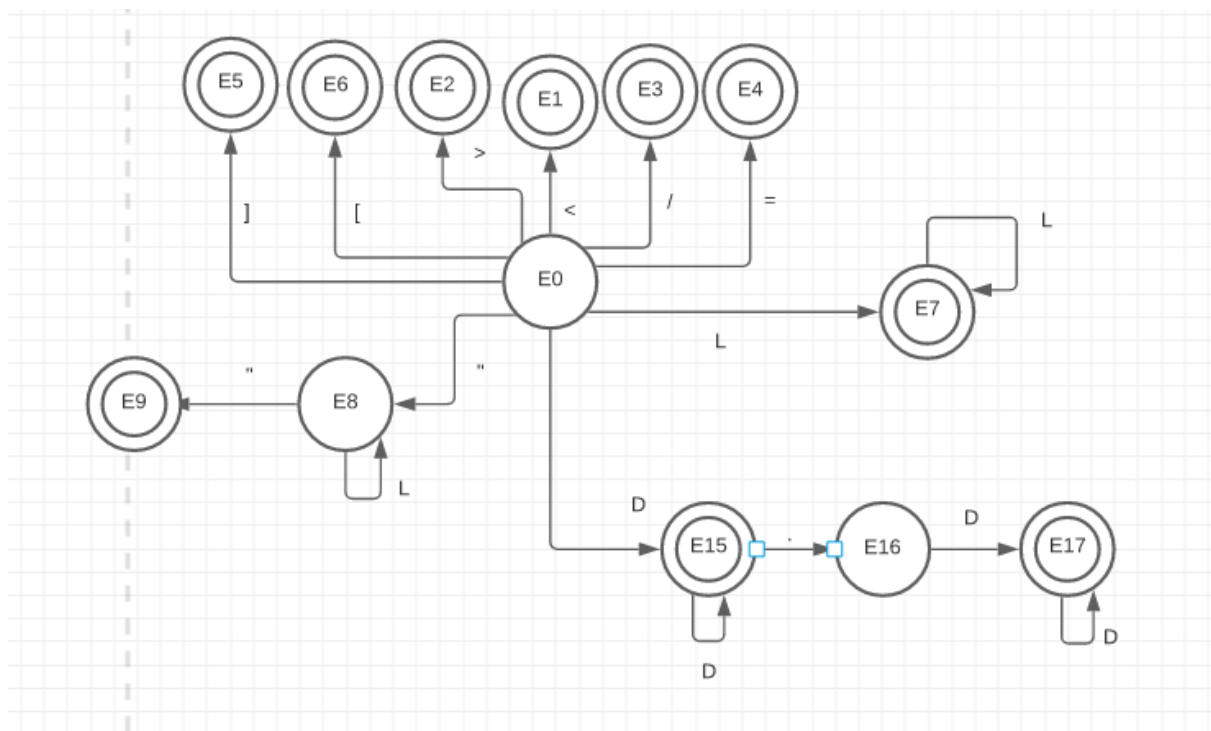 E5 E6 E2 E1 E3 E4
>
] [ < / =
L
E0
E7
L
" "
E9 E8
L
D . D
E15 E16 E17
D
D